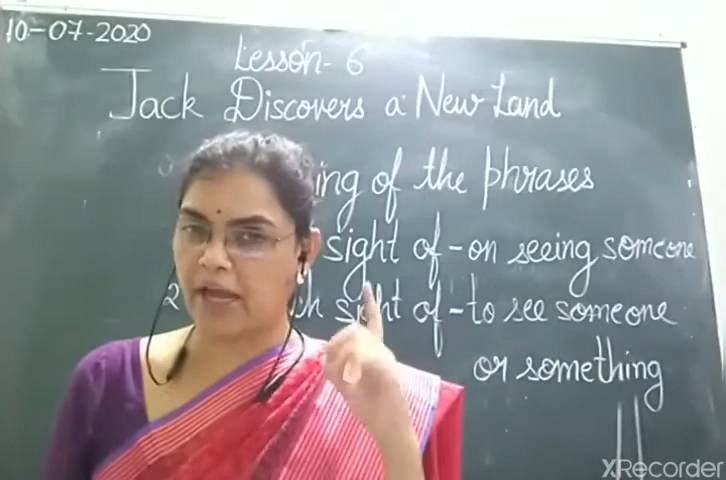 10-07-2020
Lesson- 6
Jack Discovers a New Land
ing of the phrases
sight of - on seeing someone
2 ch sight of - to see someone
or something
XRecorder